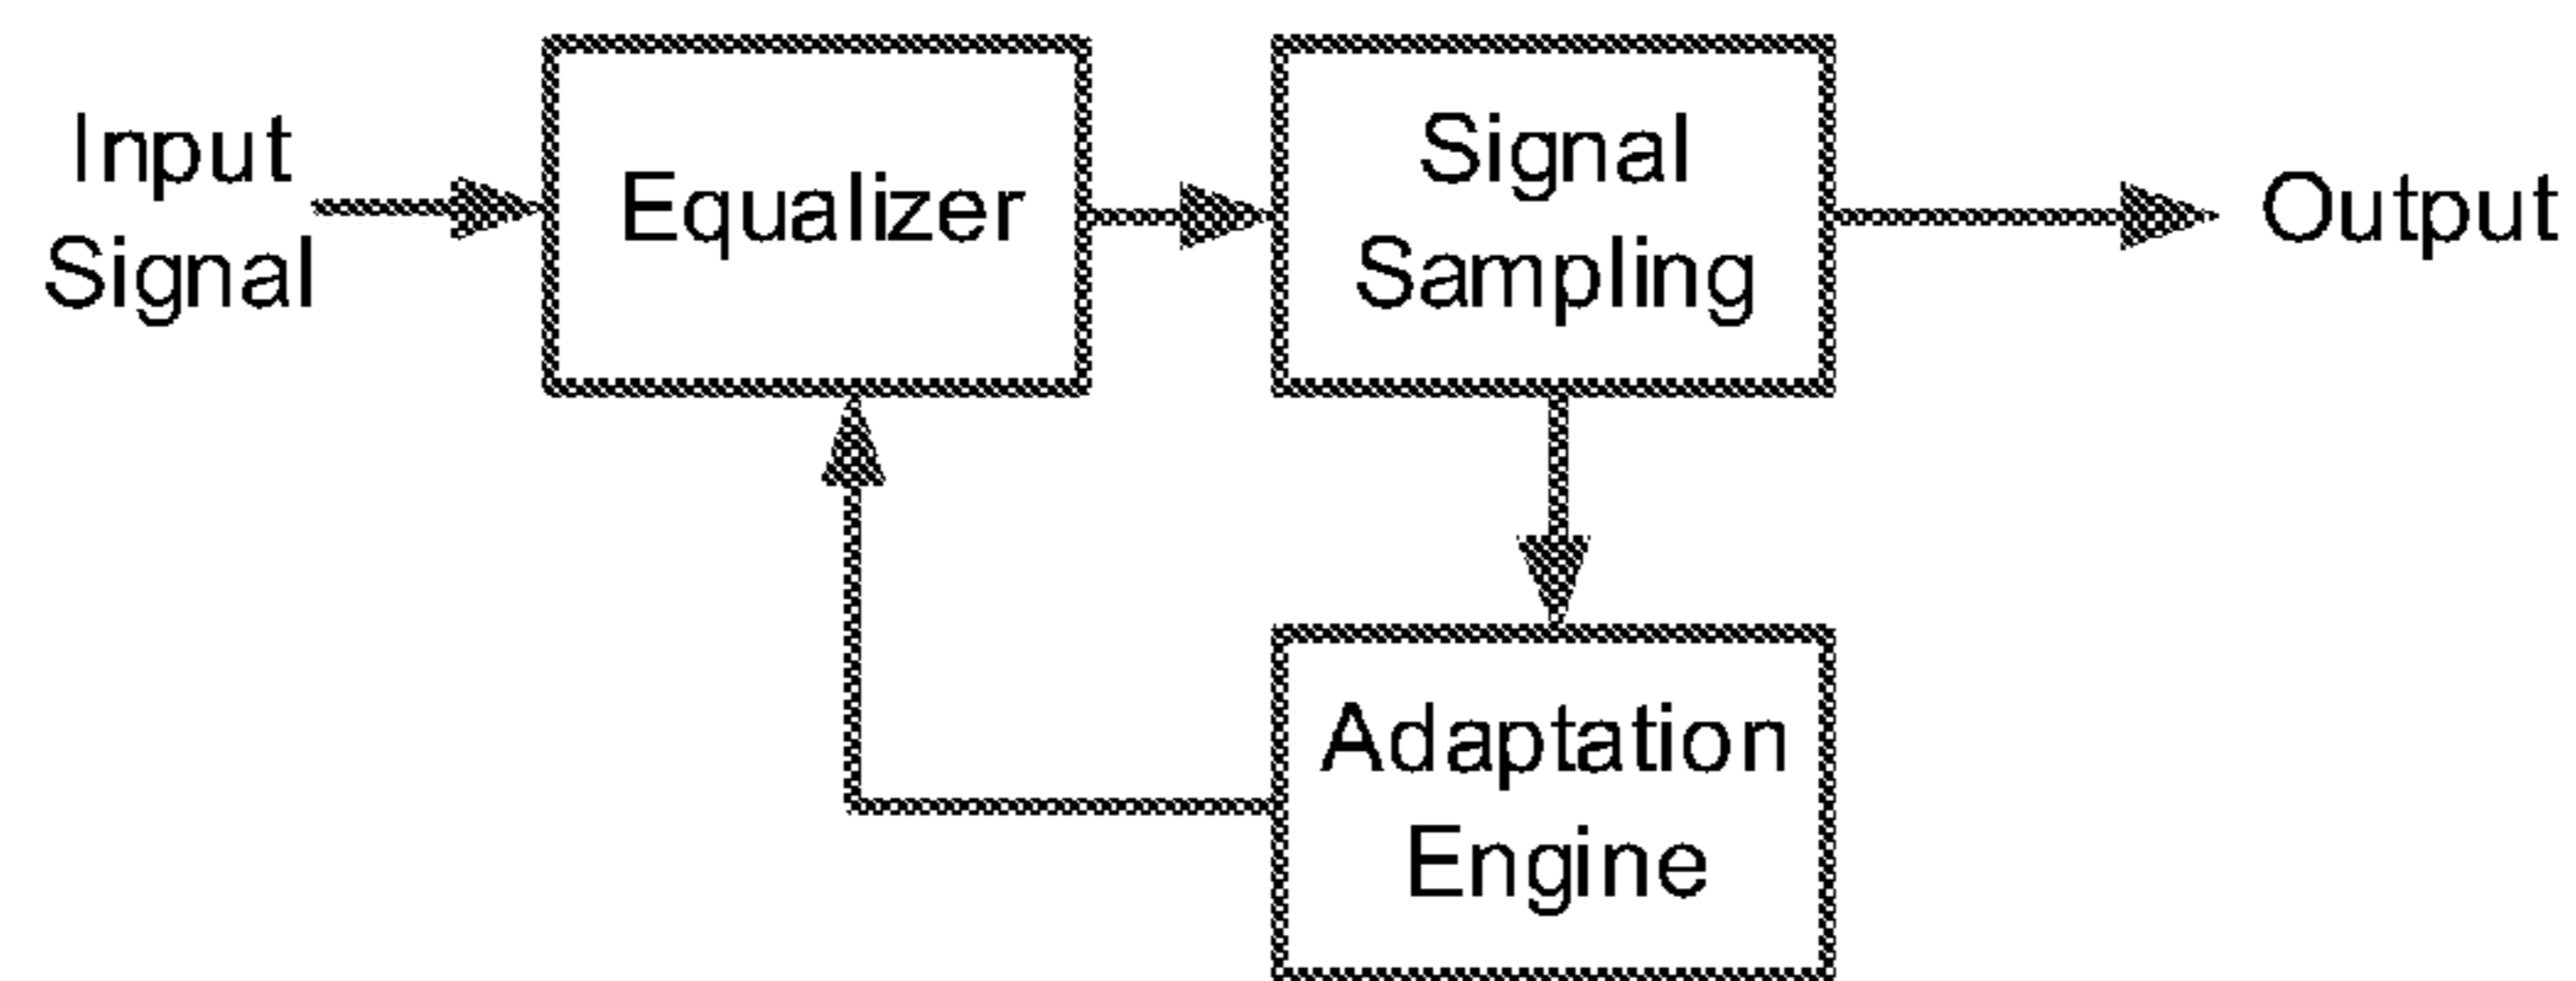 Input
Signal
Equalizer
Signal
Sampling
Output
Adaptation
Engine